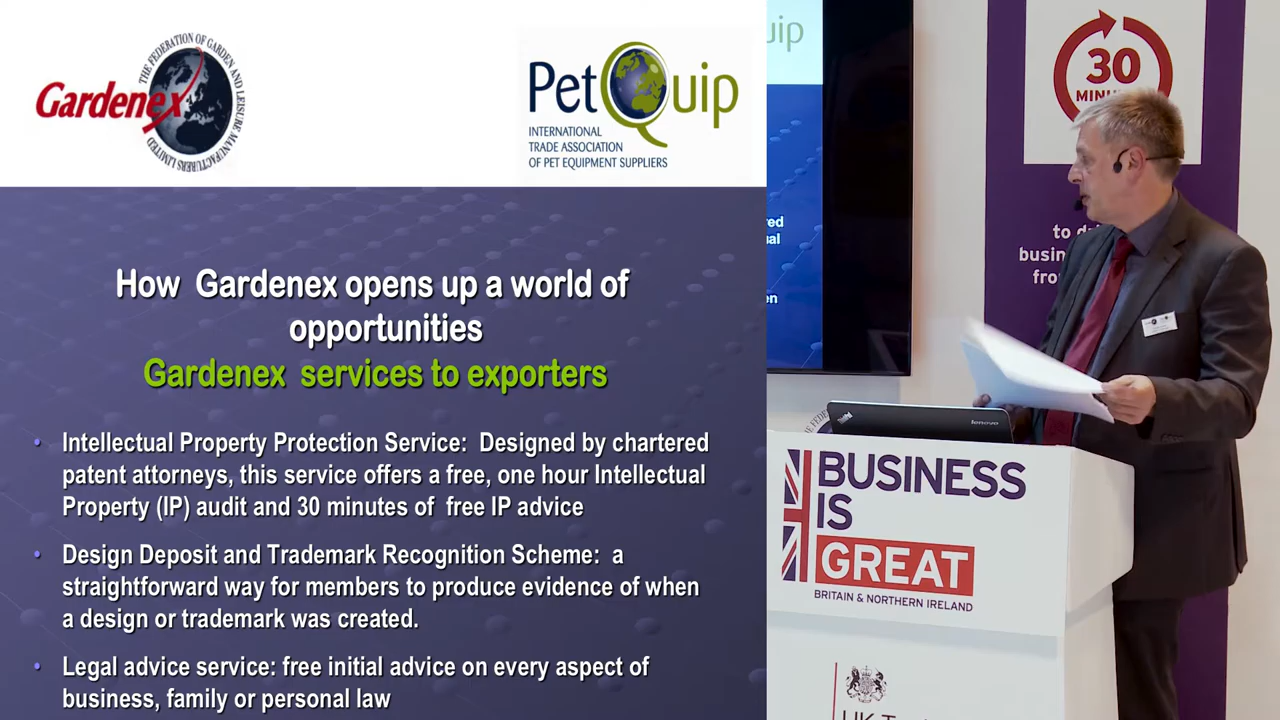 Gardenex
THE FEDERATION OF GARDEN AND LEISURE MANUFACTURERS LIMITED
PetQuip
INTERNATIONAL
TRADE ASSOCIATION
OF PET EQUIPMENT SUPPLIERS
How Gardenex opens up a world of
opportunities
Gardenex services to exporters
• Intellectual Property Protection Service: Designed by chartered
patent attorneys, this service offers a free, one hour Intellectual
Property (IP) audit and 30 minutes of free IP advice
• Design Deposit and Trademark Recognition Scheme: a
straightforward way for members to produce evidence of when
a design or trademark was created.
• Legal advice service: free initial advice on every aspect of
business, family or personal law
uip
30
to
from
lenovo
BUSINESS
IS
GREAT
BRITAIN & NORTHERN IRELAND
UK